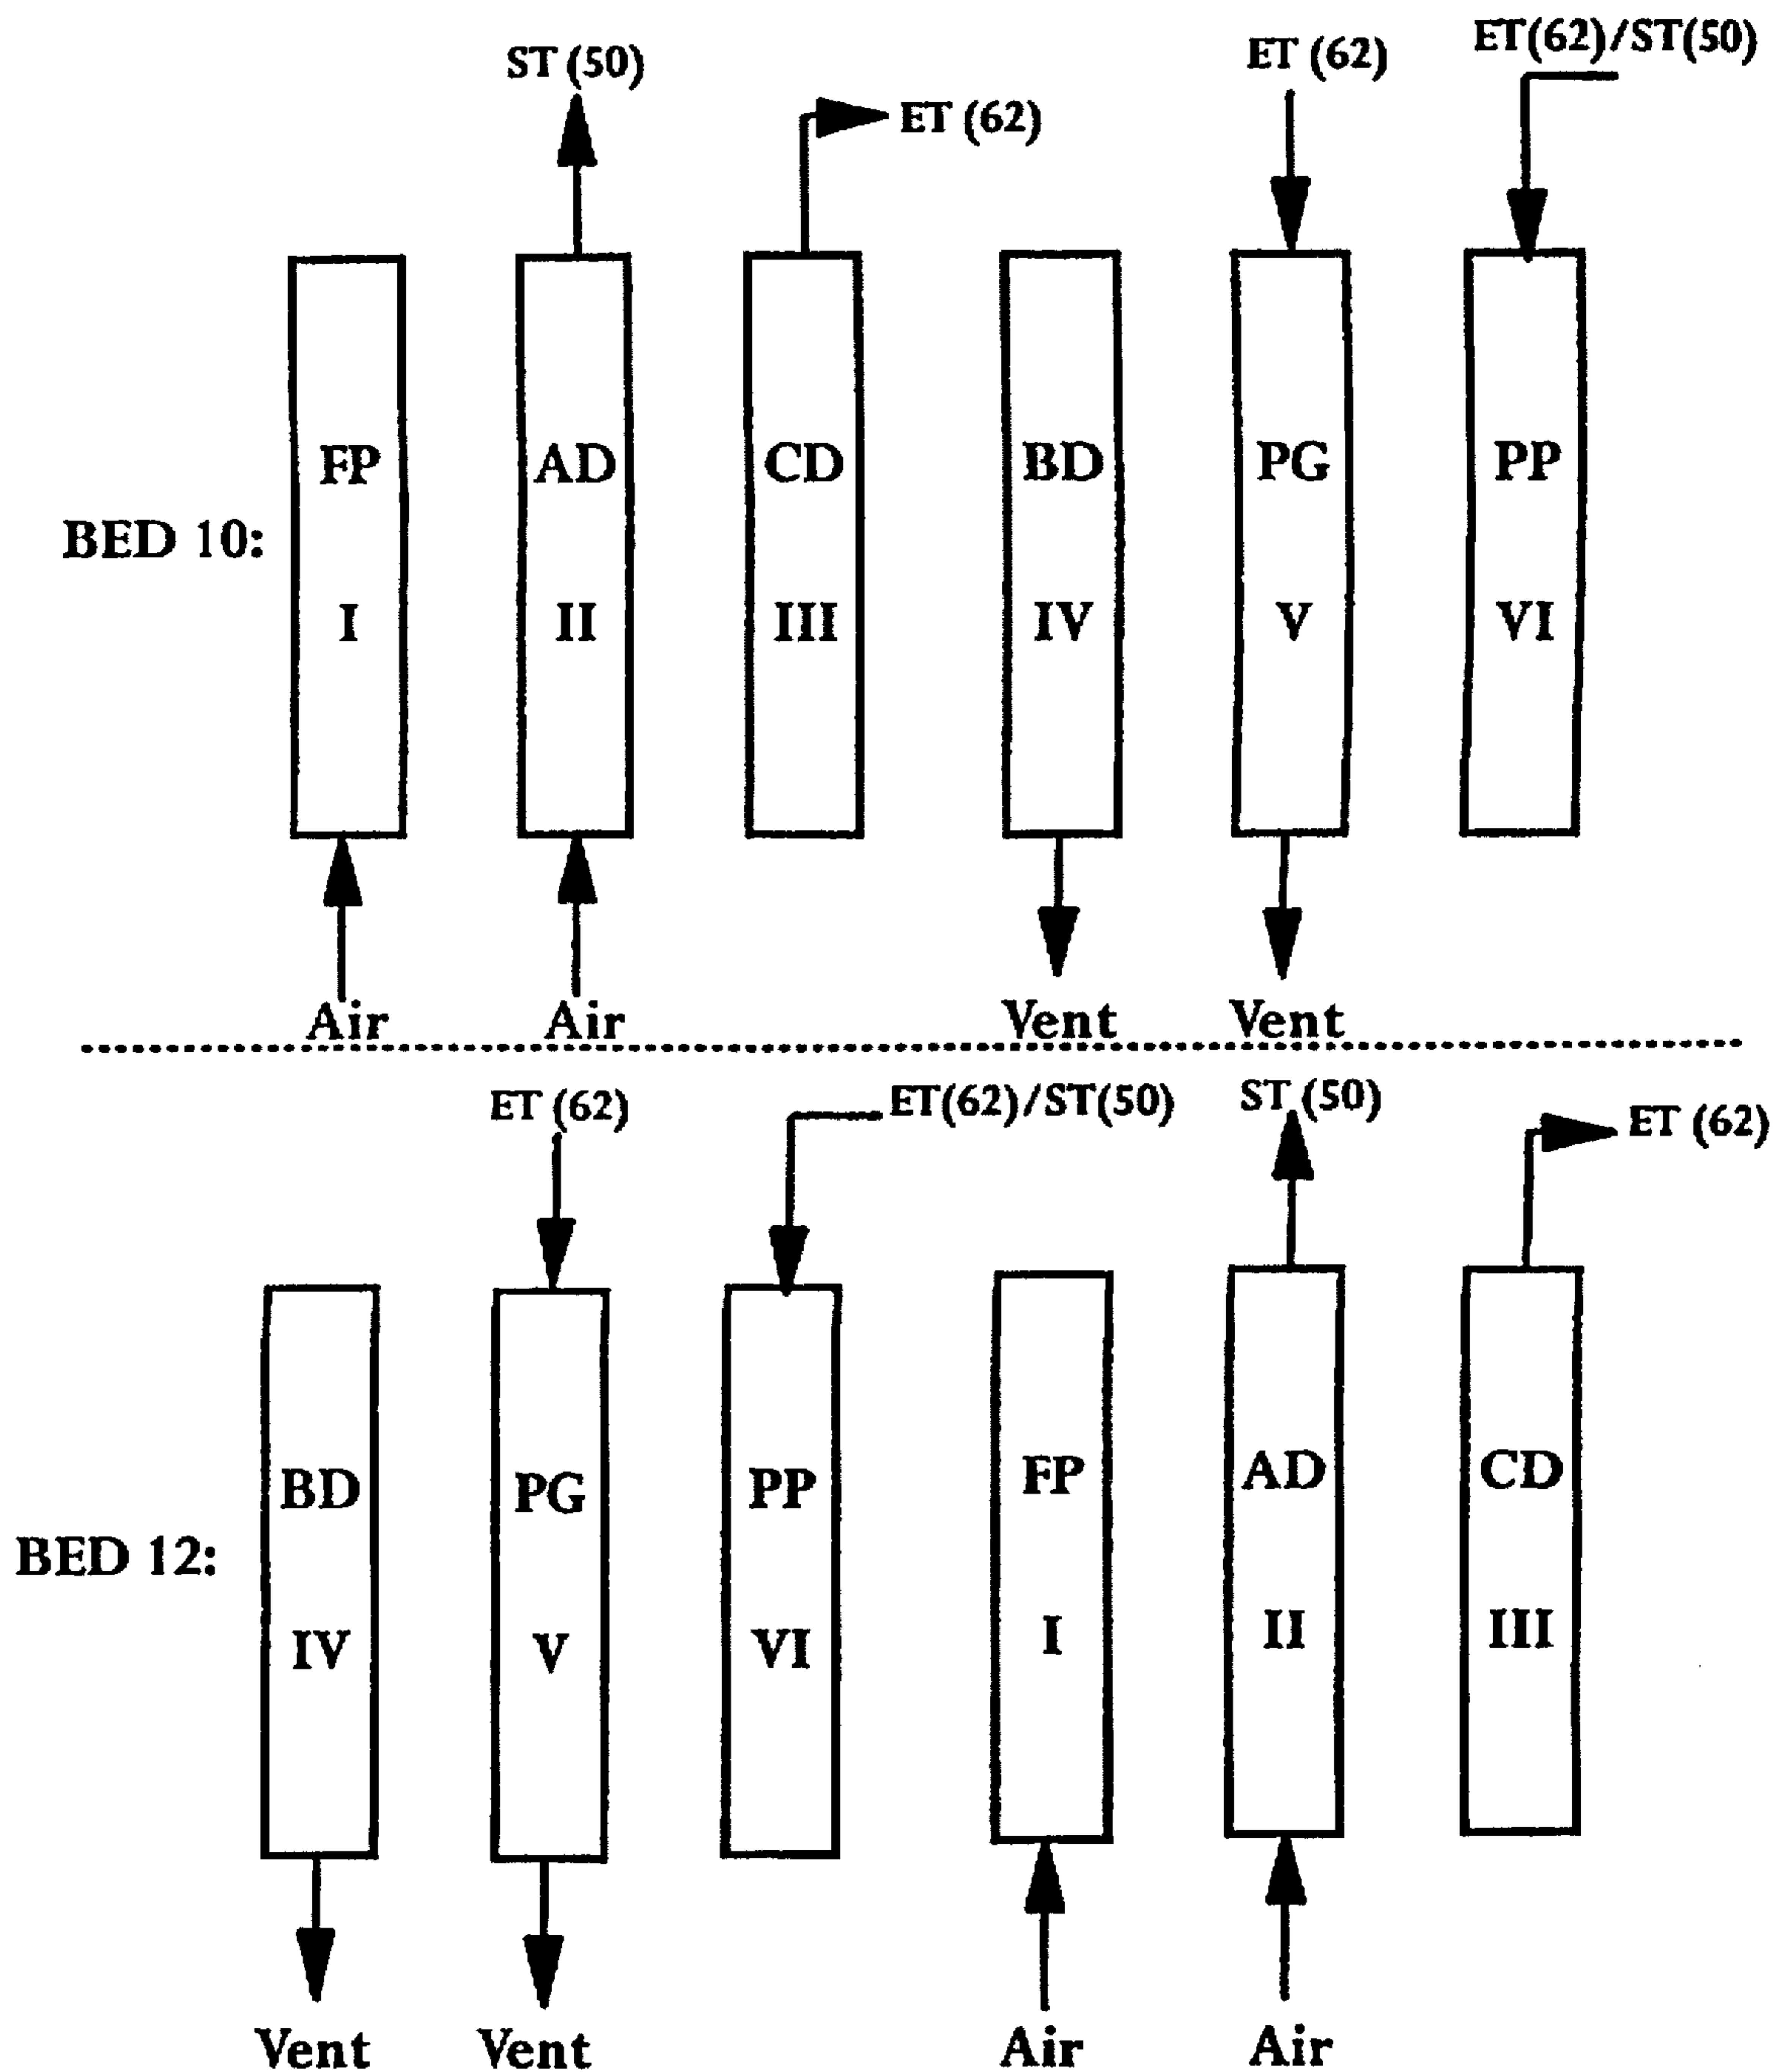 ST (50)
ET (62)
ET (62)
ET(62)/ST(50)
BED 10:
FP
I
AD
II
CD
III
BD
IV
PG
V
PP
VI
Air
Air
Vent
Vent
ET (62)
ET(62)/ST(50)
ST (50)
ET (62)
BED 12:
BD
IV
PG
V
PP
VI
FP
I
AD
II
CD
III
Vent
Vent
Air
Air